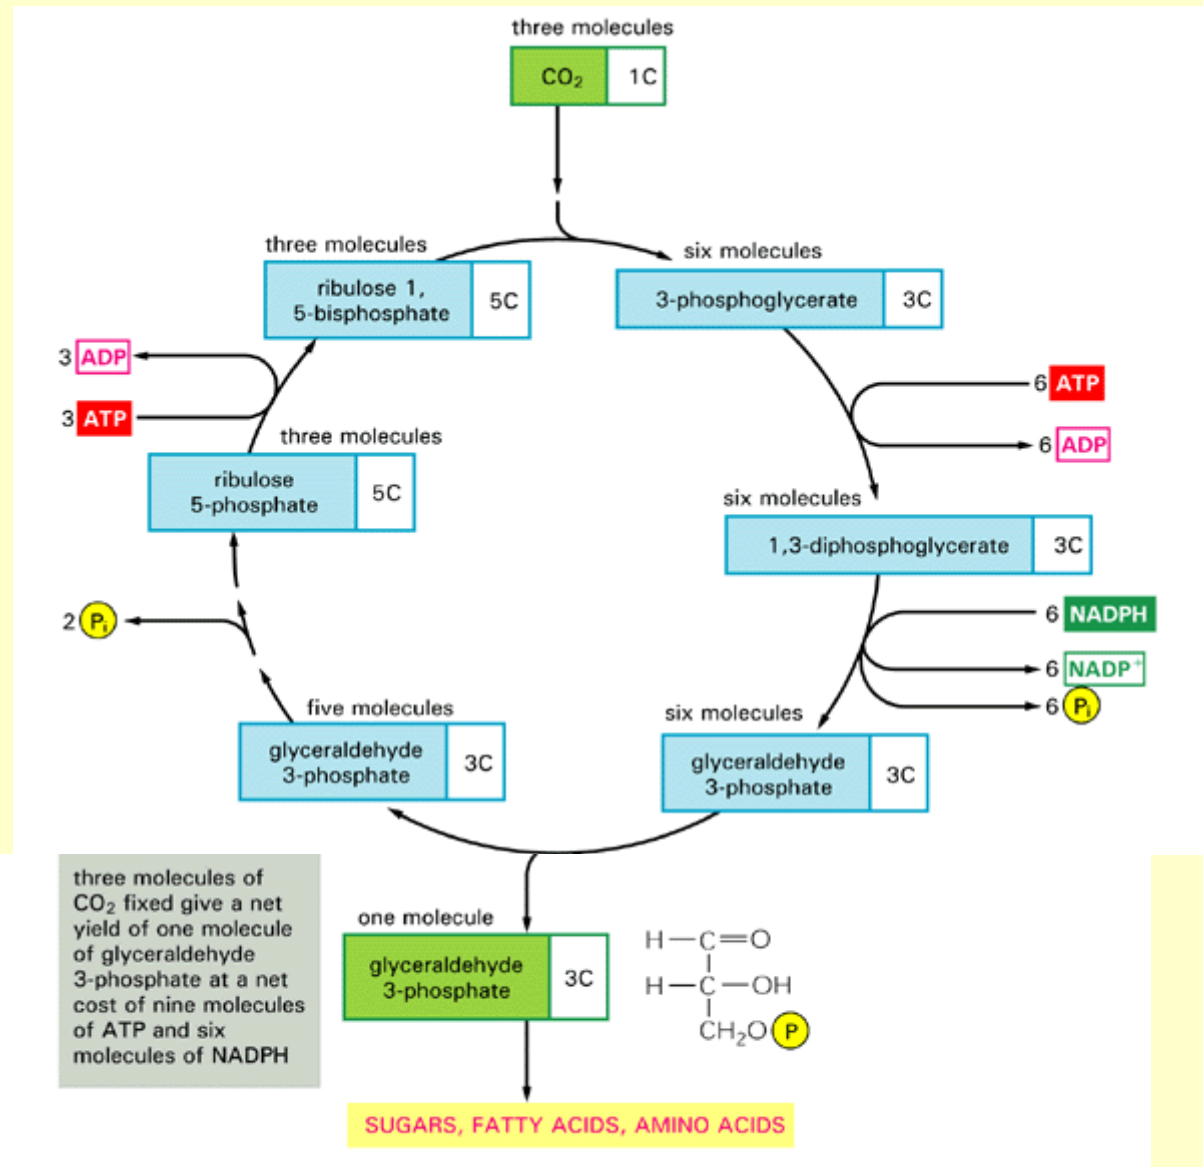 three molecules
CO₂ 1C
three molecules
ribulose 1,
5-bisphosphate
5C
six molecules
3-phosphoglycerate 3C
3 ADP
3 ATP
6 ATP
6 ADP
three molecules
ribulose
5-phosphate
5C
six molecules
1,3-diphosphoglycerate 3C
2 Pi
6 NADPH
6 NADP⁺
6 Pi
five molecules
glyceraldehyde
3-phosphate
3C
six molecules
glyceraldehyde
3-phosphate
3C
three molecules of
CO₂ fixed give a net
yield of one molecule
of glyceraldehyde
3-phosphate at a net
cost of nine molecules
of ATP and six
molecules of NADPH
one molecule
glyceraldehyde
3-phosphate
3C
H—C=O
H—C—OH
CH₂O P
SUGARS, FATTY ACIDS, AMINO ACIDS